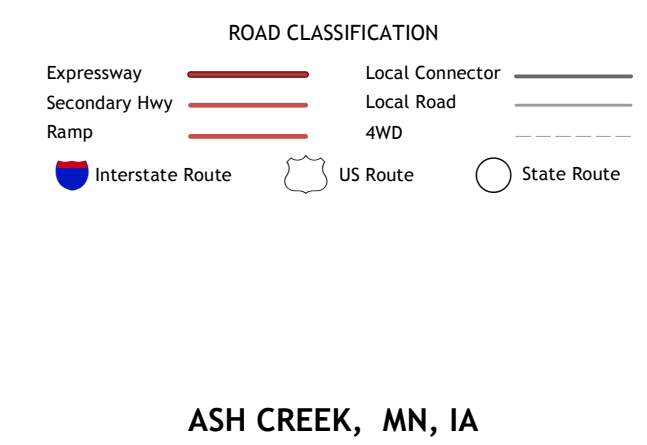 ROAD CLASSIFICATION
Expressway
Local Connector
Secondary Hwy
Local Road
Ramp
4WD
Interstate Route
US Route
State Route
ASH CREEK, MN, IA